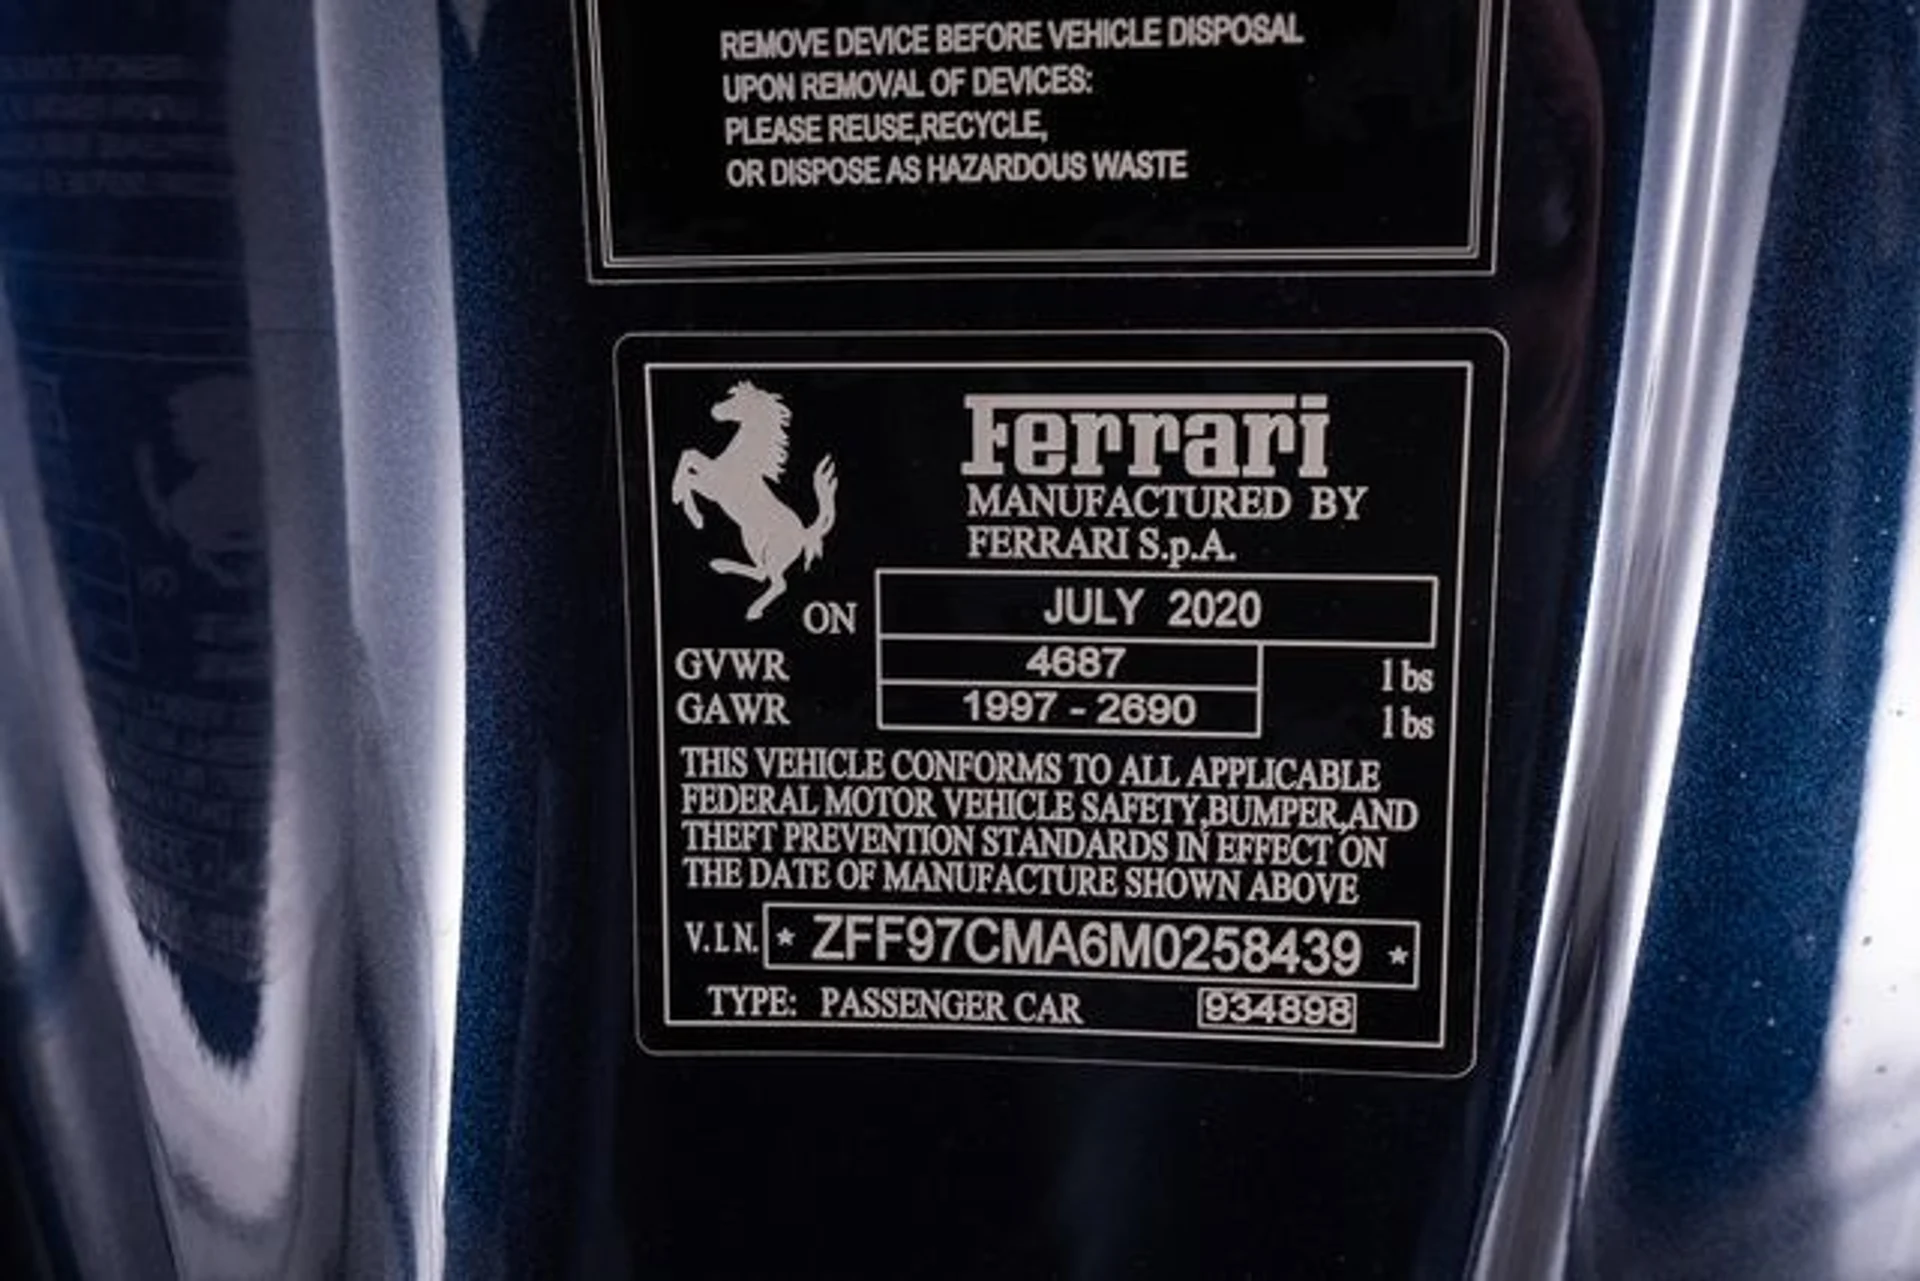 REMOVE DEVICE BEFORE VEHICLE DISPOSAL
UPON REMOVAL OF DEVICES:
PLEASE REUSE,RECYCLE,
OR DISPOSE AS HAZARDOUS WASTE
Ferrari
MANUFACTURED BY
FERRARI S.p.A.
ON JULY 2020
GVWR 4687 lbs
GAWR 1997 - 2690 lbs
THIS VEHICLE CONFORMS TO ALL APPLICABLE
FEDERAL MOTOR VEHICLE SAFETY,BUMPER,AND
THEFT PREVENTION STANDARDS IN EFFECT ON
THE DATE OF MANUFACTURE SHOWN ABOVE
V.I.N. * ZFF97CMA6M0258439 *
TYPE: PASSENGER CAR 934898